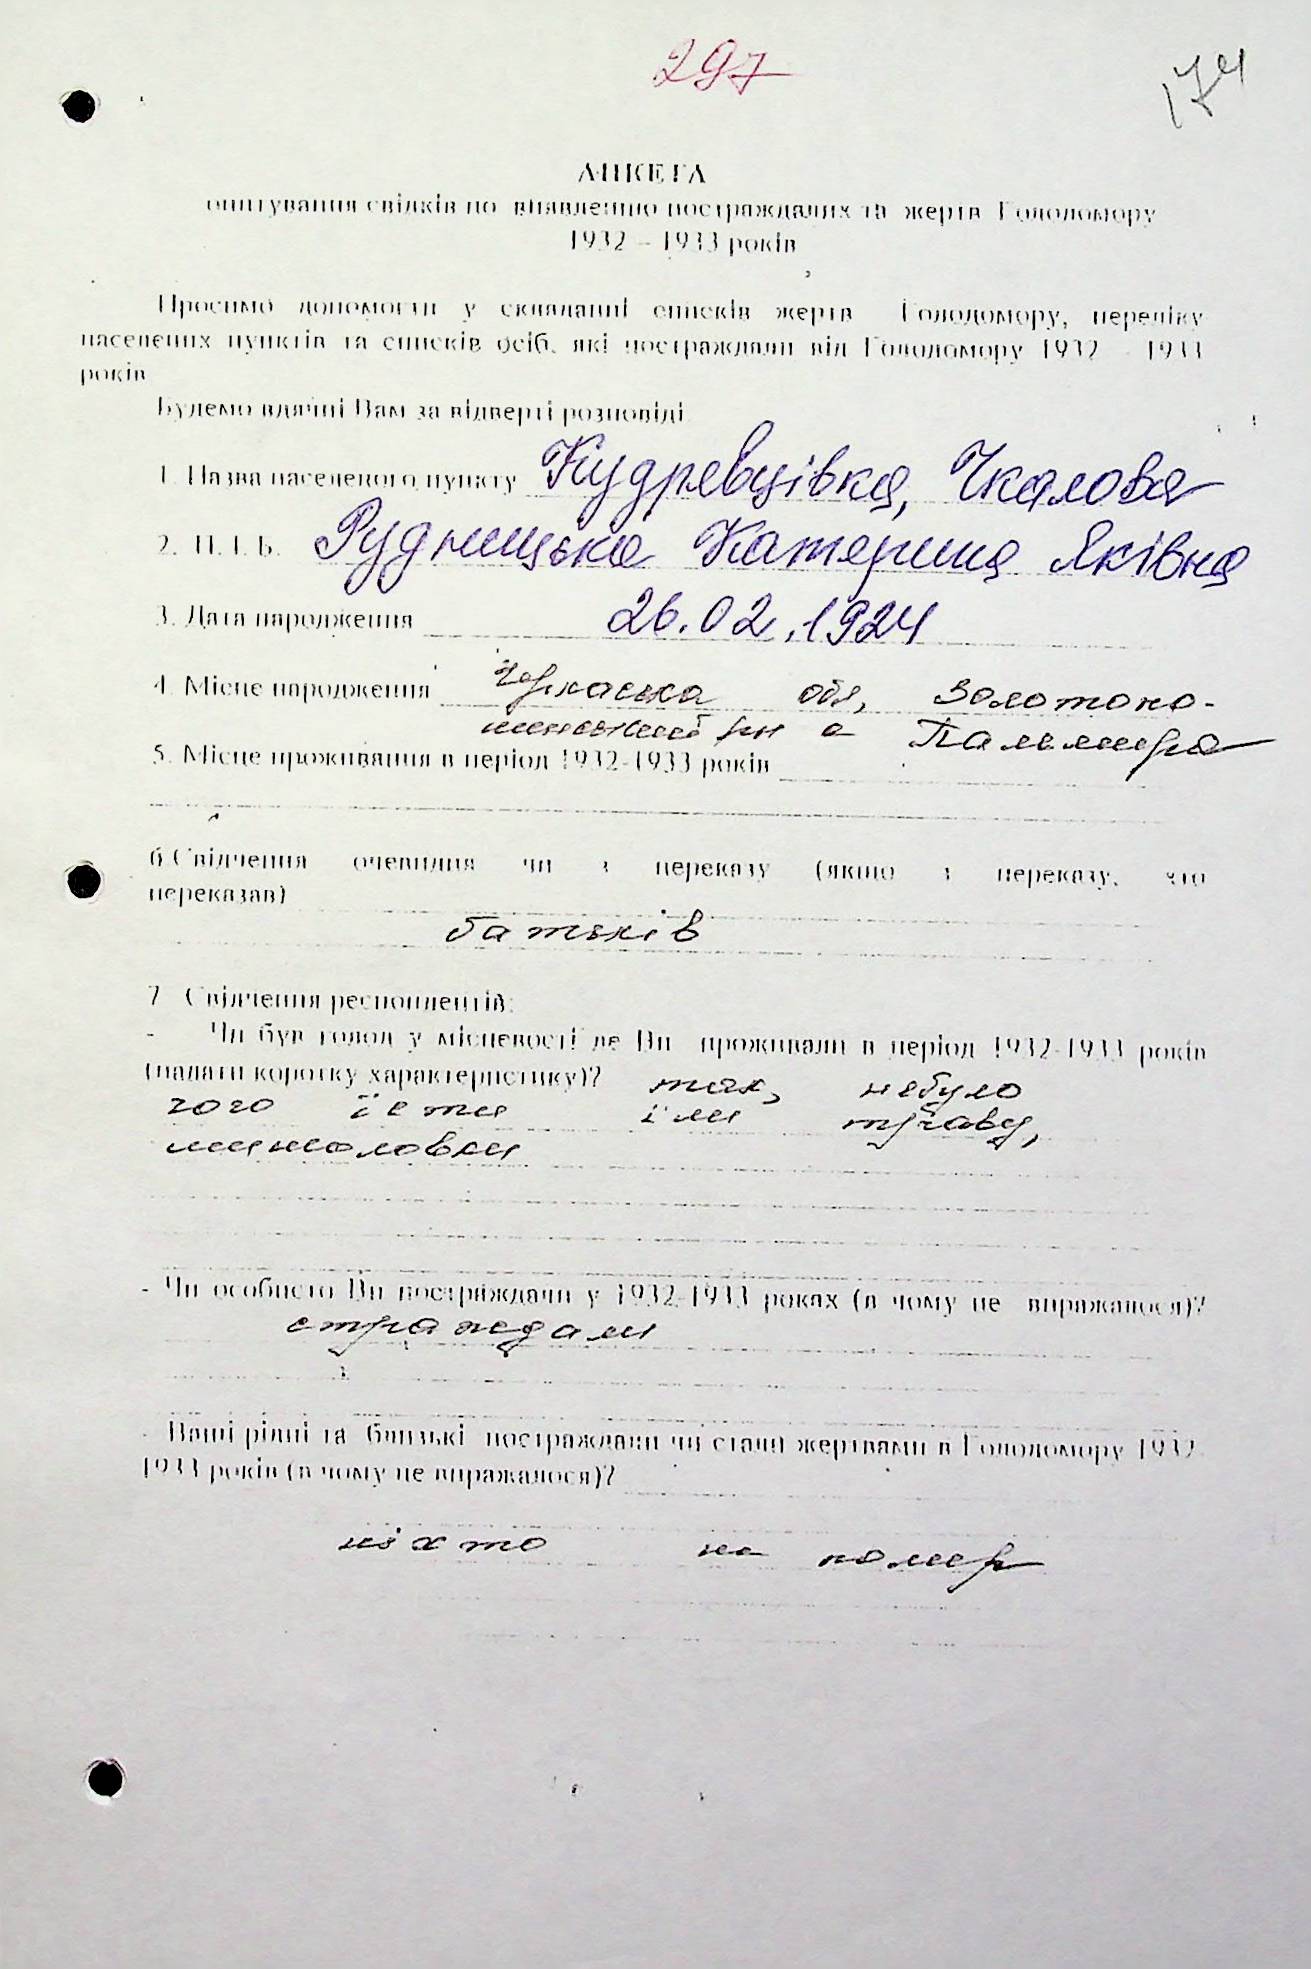 297
174
АНКЕТА
опитування свідків по виявленню постраждалих та жертв Голодомору
1932 – 1933 років
Просимо допомогти у складанні списків жертв Голодомору, переліку
населених пунктів та списків осіб, які постраждали від Голодомору 1932 - 1933
років
Будемо вдячні Вам за відверті розповіді
1. Назва населеного пункту Кудрявцівка, Чкалова
2. П. І. Б. Рудницька Катерина Яківна
3. Дата народження 26.02.1924
4. Місце народження Черкаська обл, Золотоно-
шивський рн с Пальмира
5. Місце проживання в період 1932-1933 років
6. Свідчення очевидця чи з переказу (якщо з переказу, хто
переказав)
батьків
7 Свідчення респондентів:
- Чи був голод у місцевості де Ви проживали в період 1932-1933 років
(надати коротку характеристику)? так, небуло
чого їсти їли траву,
мишоловки
- Чи особисто Ви постраждали у 1932-1933 роках (в чому це виражалося)?
страждали
- Ваші рідні та близькі постраждали чи стали жертвами в Голодомору 1932-
1933 років (в чому це виражалося)?
ніхто не помер